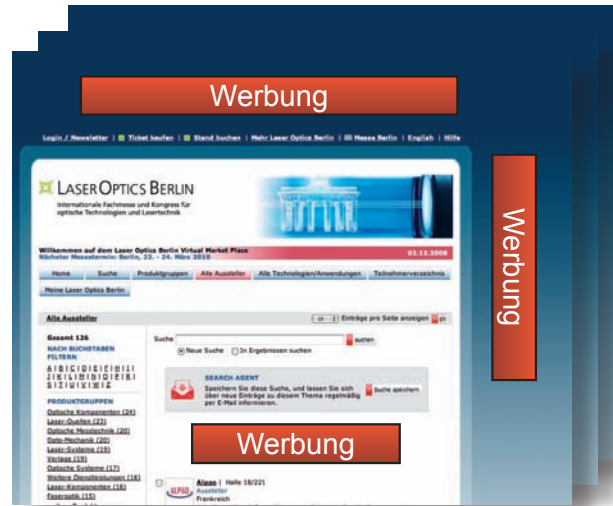 Werbung
Login / Newsletter | Ticket kaufen | Stand buchen | Mehr Laser Optics Berlin | Messe Berlin | English | Hilfe
LASER OPTICS BERLIN
Internationale Fachmesse und Kongress für
optische Technologien und Lasertechnik
Werbung
Willkommen auf dem Laser Optics Berlin Virtual Market Place
Nächster Messetermin: Berlin, 22. - 24. März 2010
03.12.2008
Home Suche Produktgruppen Alle Aussteller Alle Technologien/Anwendungen Teilnehmerverzeichnis
Meine Laser Optics Berlin
Alle Aussteller
Einträge pro Seite anzeigen
Gesamt 136
Suche
suchen
Neue Suche In Ergebnissen suchen
NACH BUCHSTABEN
FILTERN
SEARCH AGENT
Speichern Sie diese Suche, und lassen Sie sich
über neue Einträge zu diesem Thema regelmäßig
per E-Mail informieren.
Suche speichern
PRODUKTGRUPPEN
Optische Komponenten (24)
Laser-Quellen (23)
Optische Messtechnik (20)
Opto-Mechanik (20)
Laser-Systeme (19)
Verlage (19)
Optische Systeme (17)
Weitere Dienstleistungen (16)
Laser-Komponenten (16)
Faseroptik (15)
Werbung
ALPAO
Alpao | Halle 18/221
Aussteller
Frankreich